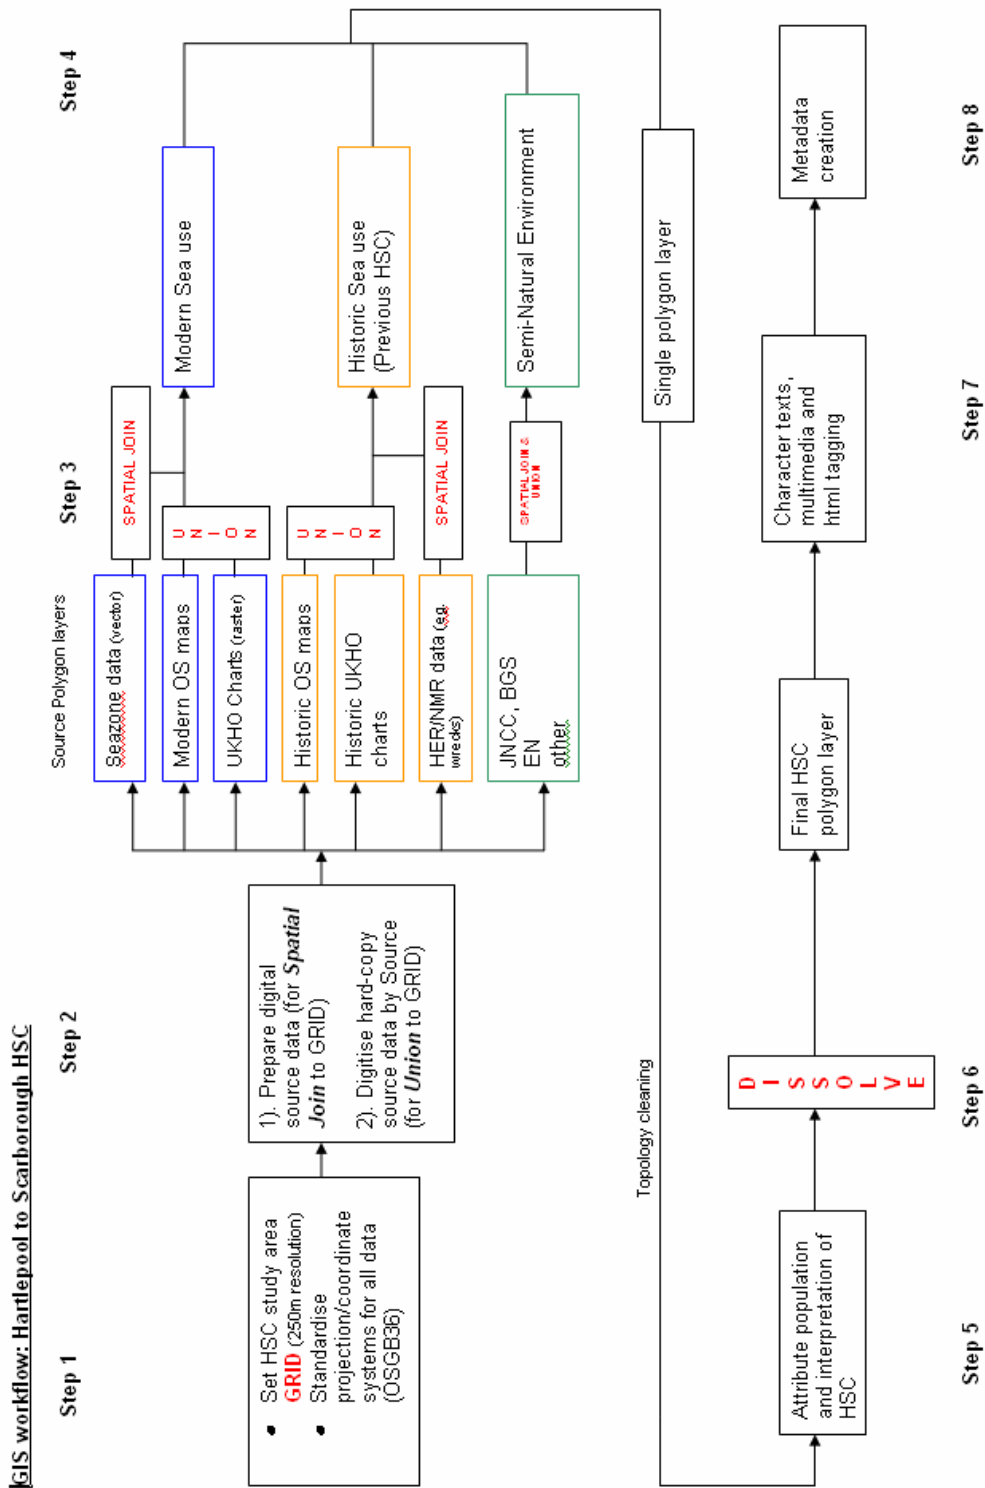 GIS workflow: Hartlepool to Scarborough HSC
Step 1
Step 2
Step 3
Step 4
Set HSC study area
GRID (250m resolution)
Standardise
projection/coordinate
systems for all data
(OSGB36)
1). Prepare digital
source data (for Spatial
Join to GRID)
2). Digitise hard-copy
source data by Source
(for Union to GRID)
Source Polygon layers
Seazone data (vector)
Modern OS maps
UKHO Charts (raster)
Historic OS maps
Historic UKHO
charts
HER/NMR data (eg.
wrecks)
JNCC, BGS
EN
other
SPATIAL JOIN
UNION
UNION
SPATIAL JOIN
SPATIAL JOIN &
UNION
Modern Sea use
Historic Sea use
(Previous HSC)
Semi-Natural Environment
Topology cleaning
Single polygon layer
Attribute population
and interpretation of
HSC
DISSOLVE
Final HSC
polygon layer
Character texts,
multimedia and
html tagging
Metadata
creation
Step 5
Step 6
Step 7
Step 8